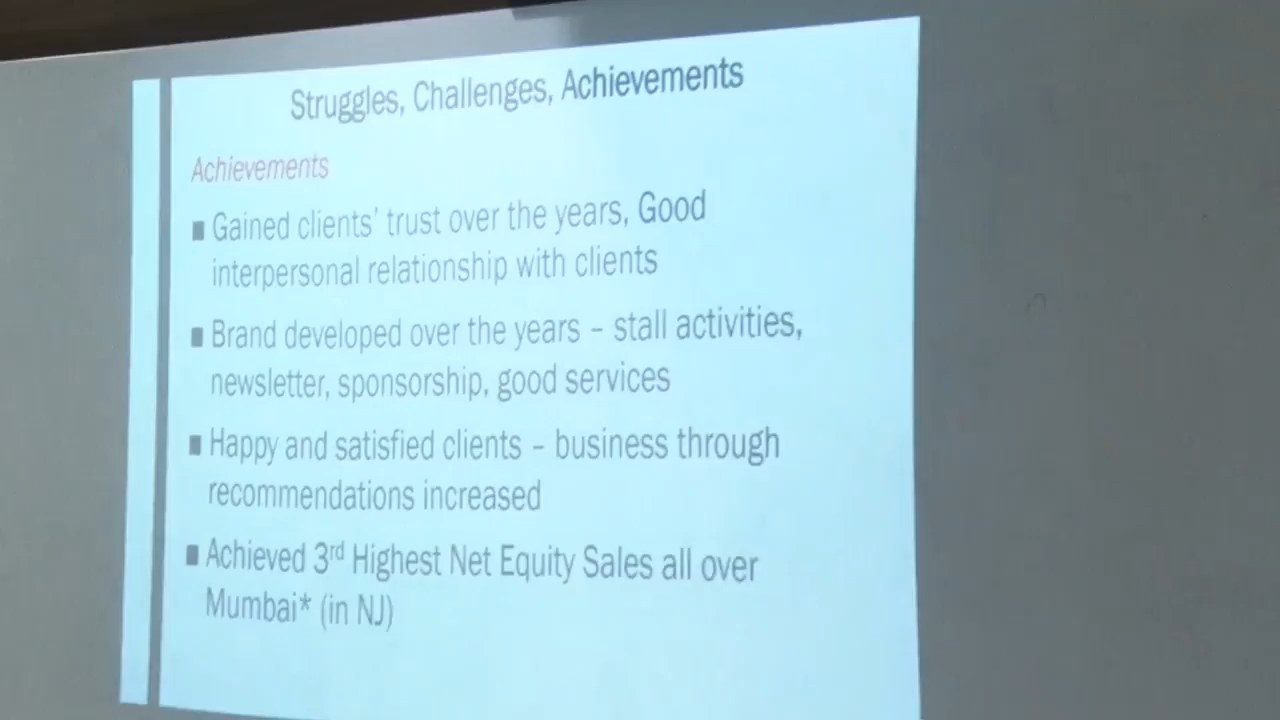 Struggles, Challenges, Achievements
Achievements
■ Gained clients’ trust over the years, Good
interpersonal relationship with clients
■ Brand developed over the years – stall activities,
newsletter, sponsorship, good services
■ Happy and satisfied clients – business through
recommendations increased
■ Achieved 3rd Highest Net Equity Sales all over
Mumbai* (in NJ)